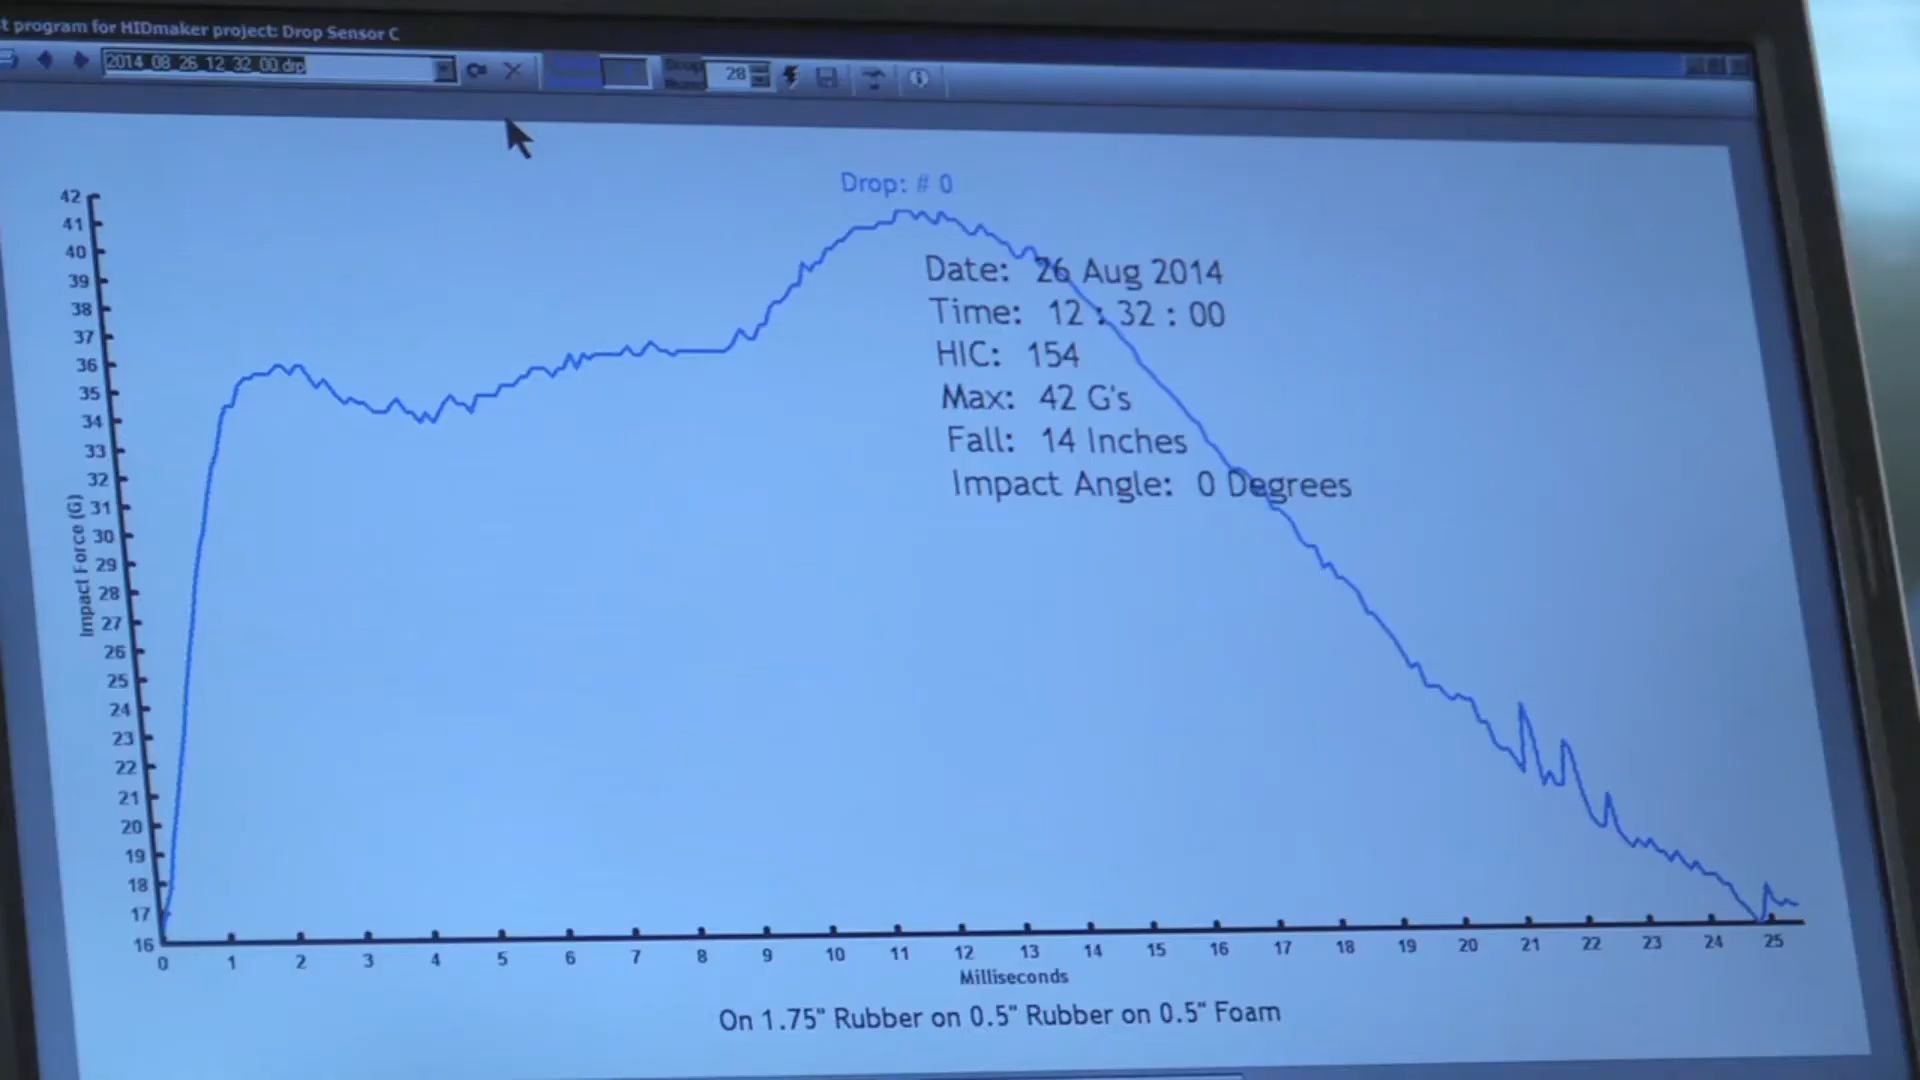 t program for HIDmaker project: Drop Sensor C
2014 08 26 12 32 00.drp
28
Drop: # 0
Date: 26 Aug 2014
Time: 12 : 32 : 00
HIC: 154
Max: 42 G's
Fall: 14 Inches
Impact Angle: 0 Degrees
Impact Force (G)
42
41
40
39
38
37
36
35
34
33
32
31
30
29
28
27
26
25
24
23
22
21
20
19
18
17
16
0 1 2 3 4 5 6 7 8 9 10 11 12 13 14 15 16 17 18 19 20 21 22 23 24 25
Milliseconds
On 1.75" Rubber on 0.5" Rubber on 0.5" Foam